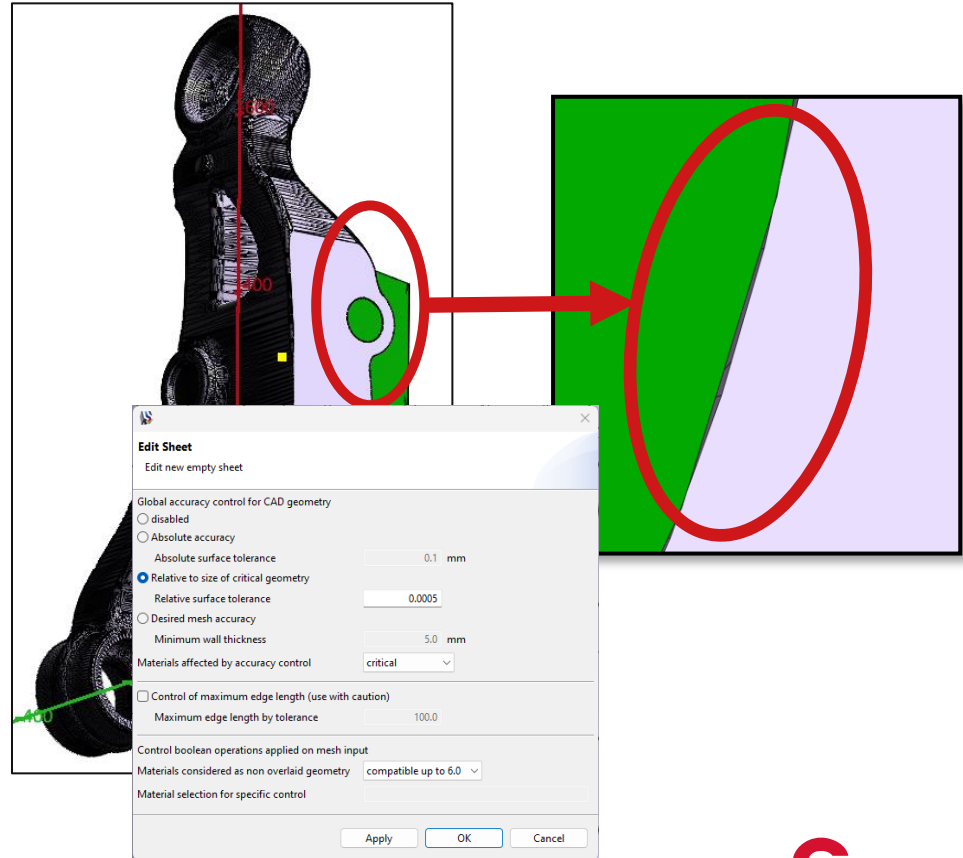 600
400
-400
Edit Sheet
Edit new empty sheet
Global accuracy control for CAD geometry
disabled
Absolute accuracy
Absolute surface tolerance 0.1 mm
Relative to size of critical geometry
Relative surface tolerance 0.0005
Desired mesh accuracy
Minimum wall thickness 5.0 mm
Materials affected by accuracy control critical
Control of maximum edge length (use with caution)
Maximum edge length by tolerance 100.0
Control boolean operations applied on mesh input
Materials considered as non overlaid geometry compatible up to 6.0
Material selection for specific control
Apply OK Cancel